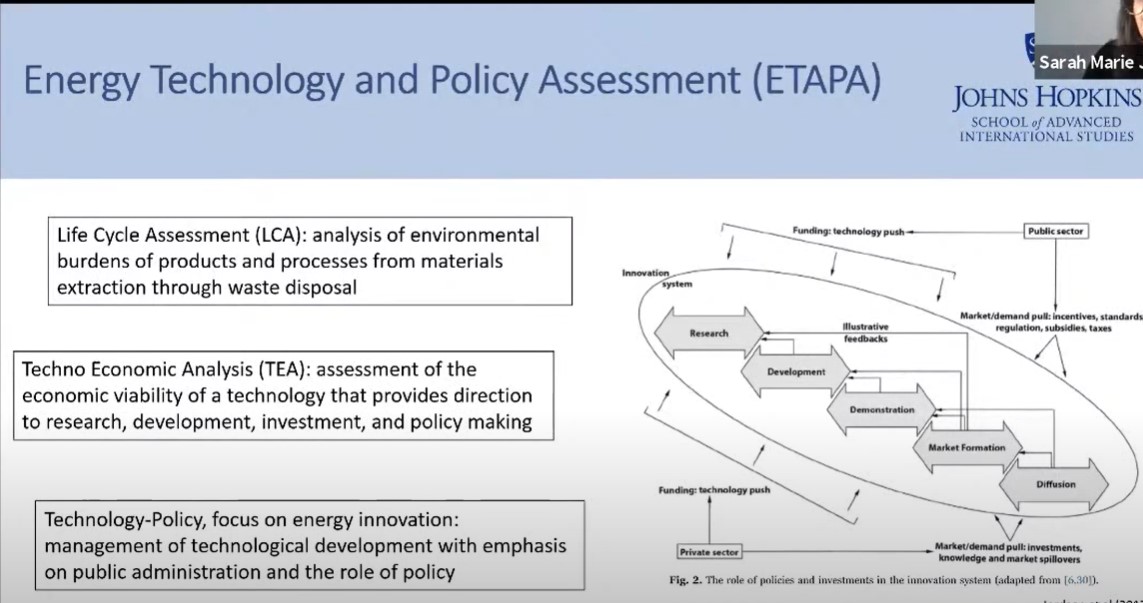 Energy Technology and Policy Assessment (ETAPA)
Sarah Marie
JOHNS HOPKINS
SCHOOL of ADVANCED
INTERNATIONAL STUDIES
Life Cycle Assessment (LCA): analysis of environmental
burdens of products and processes from materials
extraction through waste disposal
Techno Economic Analysis (TEA): assessment of the
economic viability of a technology that provides direction
to research, development, investment, and policy making
Technology-Policy, focus on energy innovation:
management of technological development with emphasis
on public administration and the role of policy
Funding: technology push
Public sector
Innovation
system
Market/demand pull: incentives, standards
regulation, subsidies, taxes
Illustrative
feedbacks
Research
Development
Demonstration
Market Formation
Diffusion
Funding: technology push
Private sector
Market/demand pull: investments,
knowledge and market spillovers
Fig. 2. The role of policies and investments in the innovation system (adapted from [6.30]).